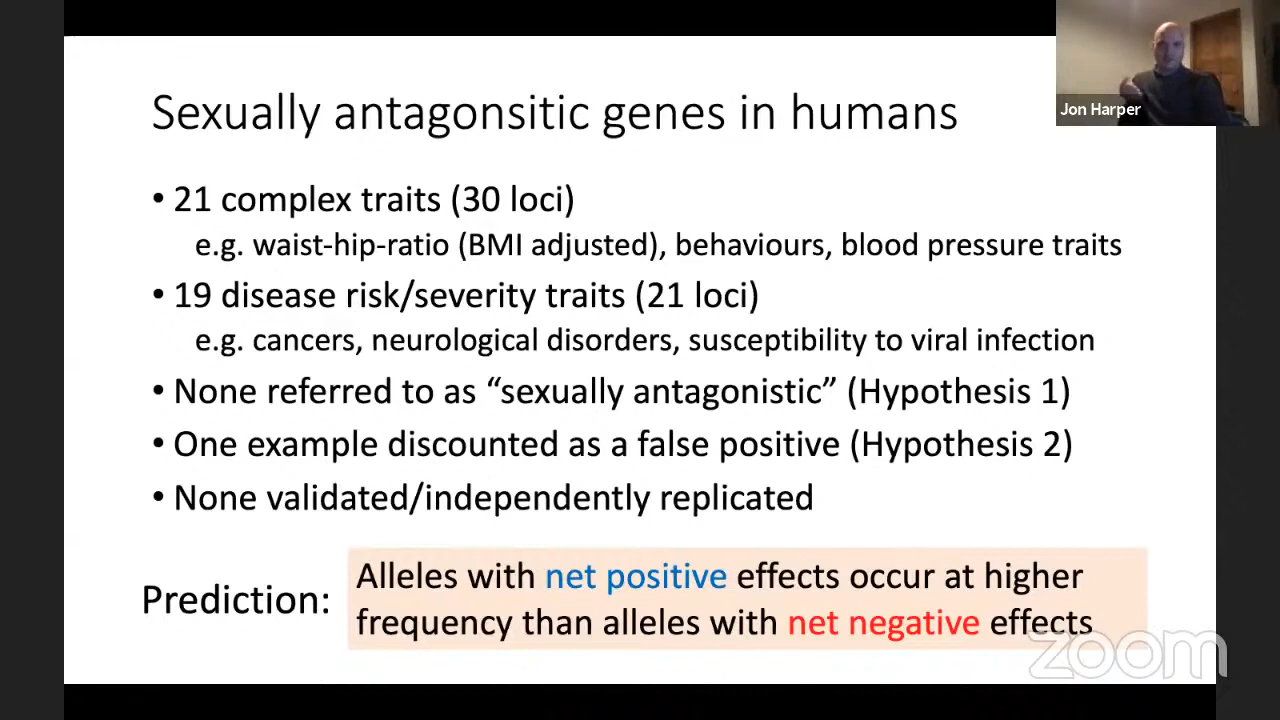 Sexually antagonsitic genes in humans
Jon Harper
• 21 complex traits (30 loci)
e.g. waist-hip-ratio (BMI adjusted), behaviours, blood pressure traits
• 19 disease risk/severity traits (21 loci)
e.g. cancers, neurological disorders, susceptibility to viral infection
• None referred to as “sexually antagonistic” (Hypothesis 1)
• One example discounted as a false positive (Hypothesis 2)
• None validated/independently replicated
Prediction:
Alleles with net positive effects occur at higher
frequency than alleles with net negative effects
zoom